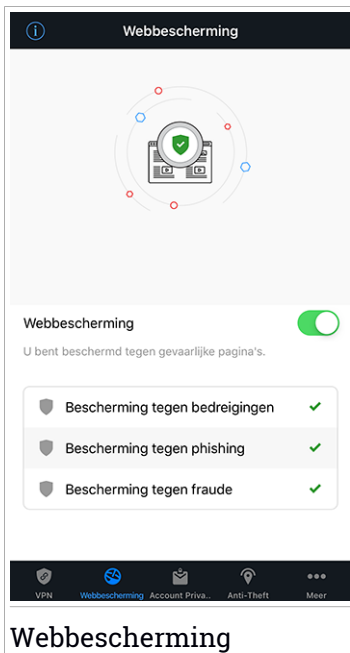 Webbescherming
Webbescherming
U bent beschermd tegen gevaarlijke pagina's.
Bescherming tegen bedreigingen
Bescherming tegen phishing
Bescherming tegen fraude
VPN Webbescherming Account Priva.. Anti-Theft Meer
Webbescherming